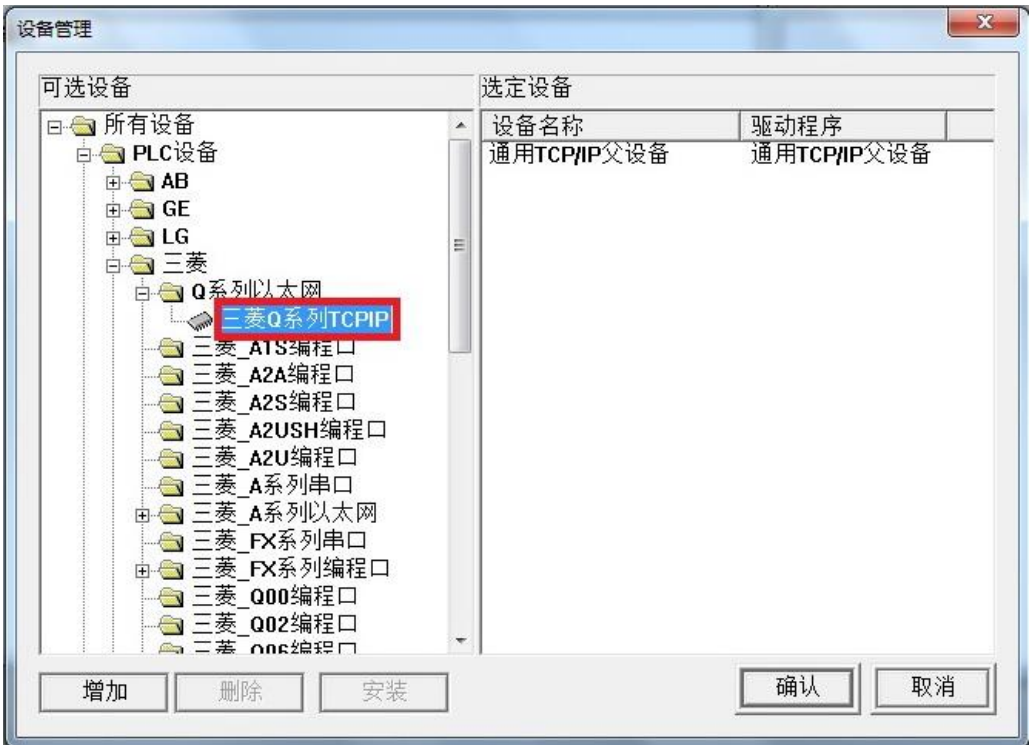 设备管理
可选设备
选定设备
所有设备
PLC设备
AB
GE
LG
三菱
Q系列以太网
三菱Q系列TCPIP
三菱_A1S编程口
三菱_A2A编程口
三菱_A2S编程口
三菱_A2USH编程口
三菱_A2U编程口
三菱_A系列串口
三菱_A系列以太网
三菱_FX系列串口
三菱_FX系列编程口
三菱_Q00编程口
三菱_Q02编程口
三菱_Q06编程口
设备名称 驱动程序
通用TCP/IP父设备 通用TCP/IP父设备
增加 删除 安装 确认 取消